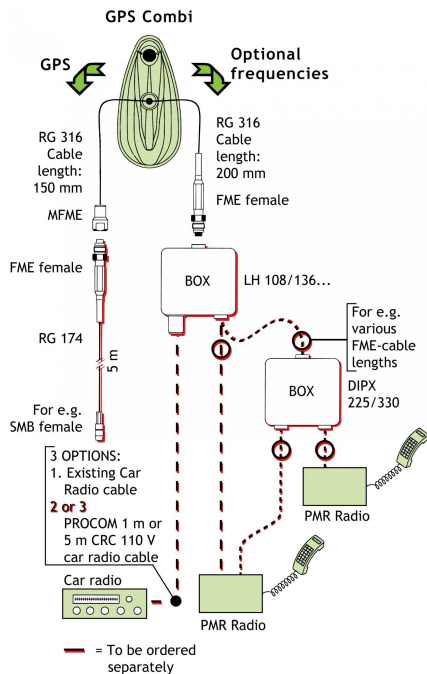 GPS Combi
GPS
Optional
frequencies
RG 316
Cable
length:
150 mm
RG 316
Cable
length:
200 mm
FME female
MFME
FME female
BOX
LH 108/136...
For e.g.
various
FME-cable
lengths
RG 174
5 m
BOX
DIPX
225/330
For e.g.
SMB female
3 OPTIONS:
1. Existing Car
Radio cable
2 or 3
PROCOM 1 m or
5 m CRC 110 V
car radio cable
PMR Radio
Car radio
PMR Radio
= To be ordered
separately